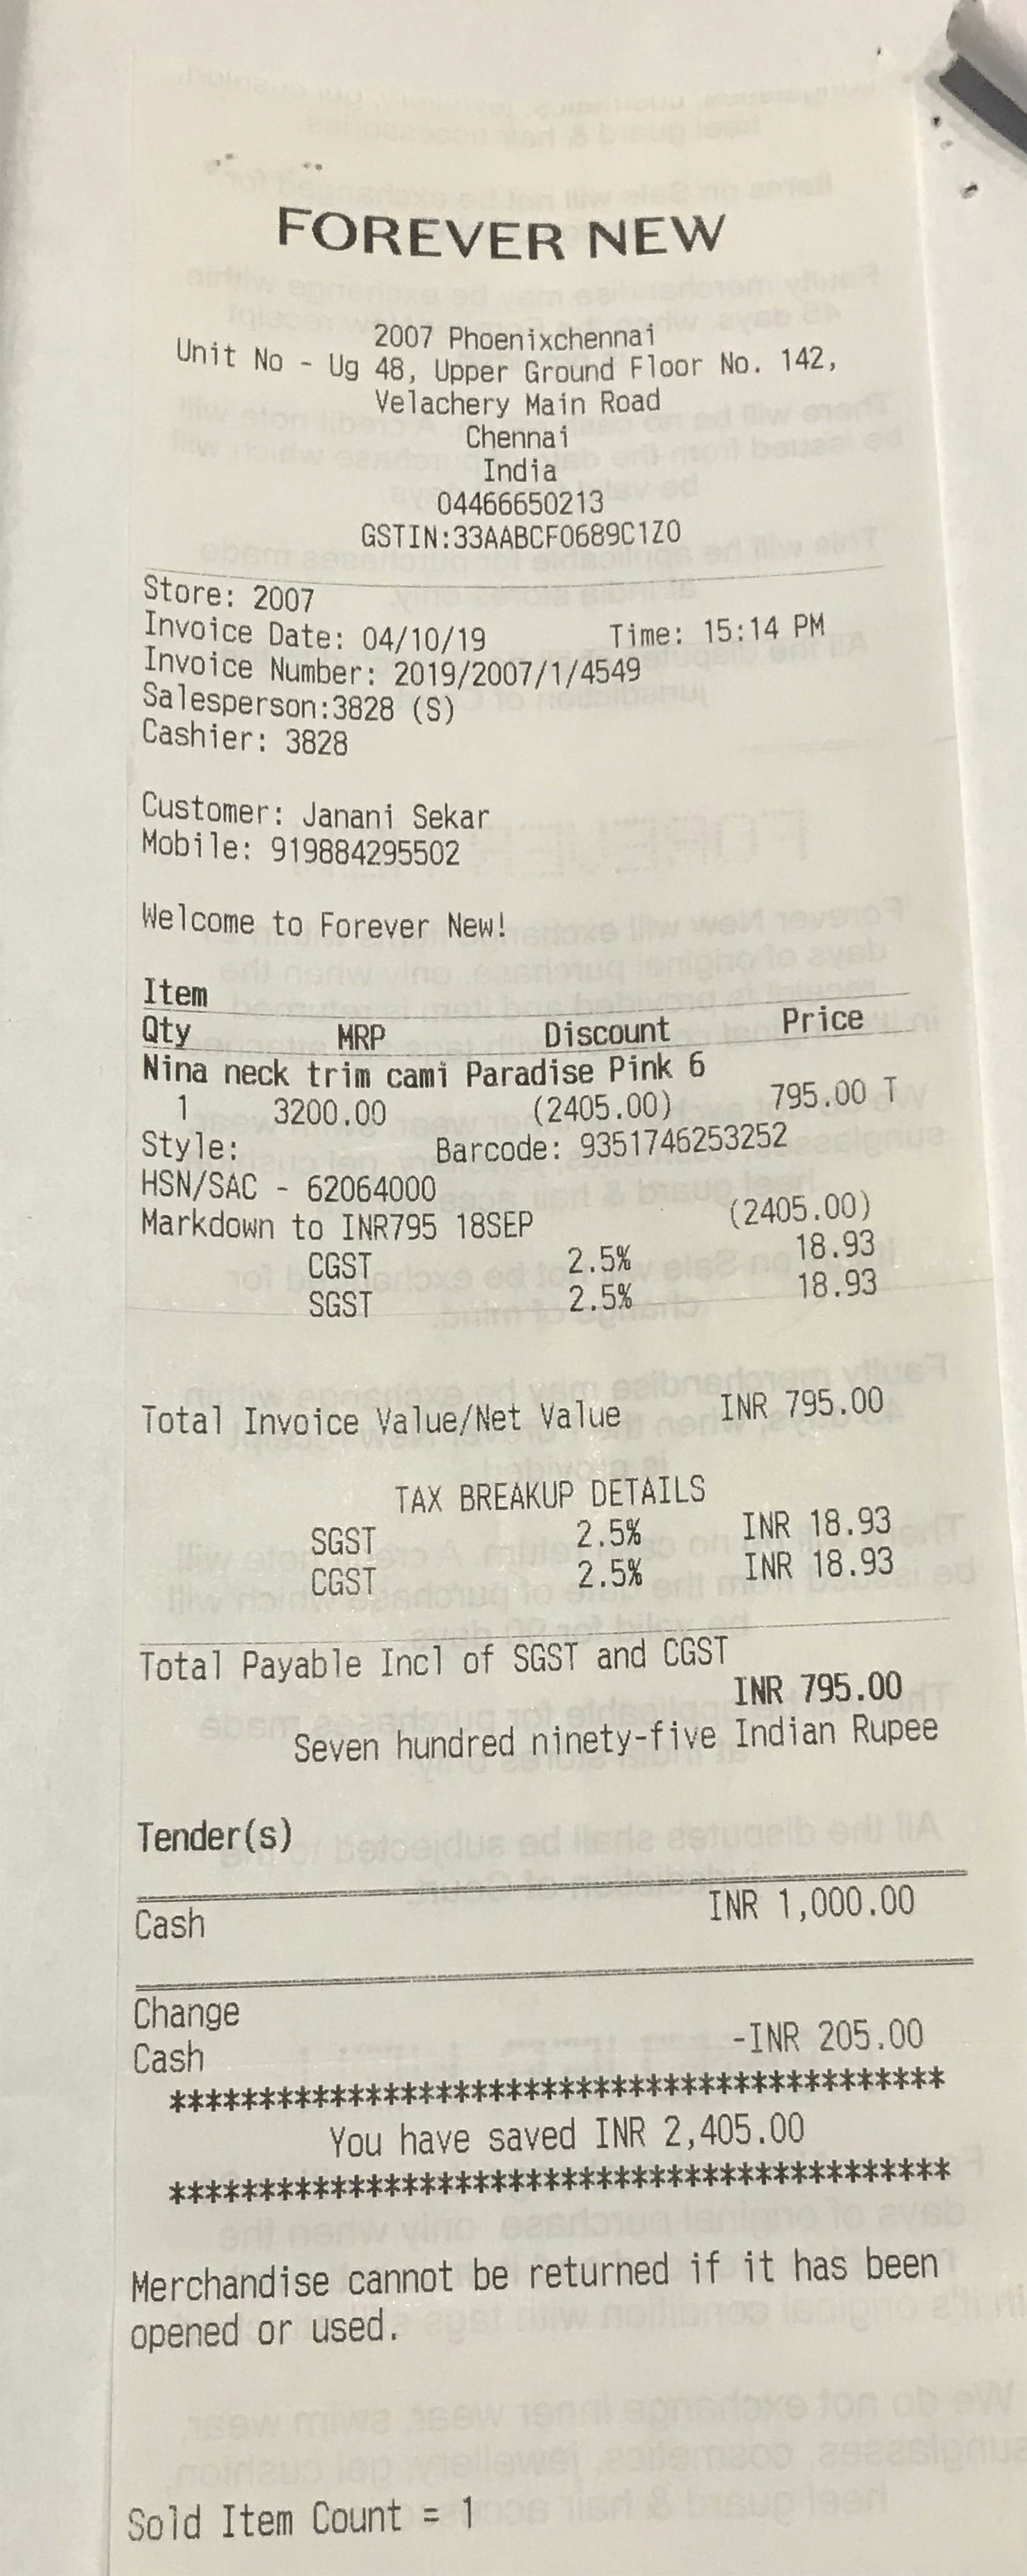 FOREVER NEW
2007 Phoenixchennai
Unit No - Ug 48, Upper Ground Floor No. 142,
Velachery Main Road
Chennai
India
04466650213
GSTIN:33AABCF0689C1Z0
Store: 2007
Invoice Date: 04/10/19 Time: 15:14 PM
Invoice Number: 2019/2007/1/4549
Salesperson:3828 (S)
Cashier: 3828
Customer: Janani Sekar
Mobile: 919884295502
Welcome to Forever New!
Item
Qty MRP Discount Price
Nina neck trim cami Paradise Pink 6
1 3200.00 (2405.00) 795.00 T
Style: Barcode: 9351746253252
HSN/SAC - 62064000
Markdown to INR795 18SEP (2405.00)
CGST 2.5% 18.93
SGST 2.5% 18.93
Total Invoice Value/Net Value INR 795.00
TAX BREAKUP DETAILS
SGST 2.5% INR 18.93
CGST 2.5% INR 18.93
Total Payable Incl of SGST and CGST
INR 795.00
Seven hundred ninety-five Indian Rupee
Tender(s)
Cash INR 1,000.00
Change
Cash -INR 205.00
*******************************************
You have saved INR 2,405.00
*******************************************
Merchandise cannot be returned if it has been
opened or used.
Sold Item Count = 1